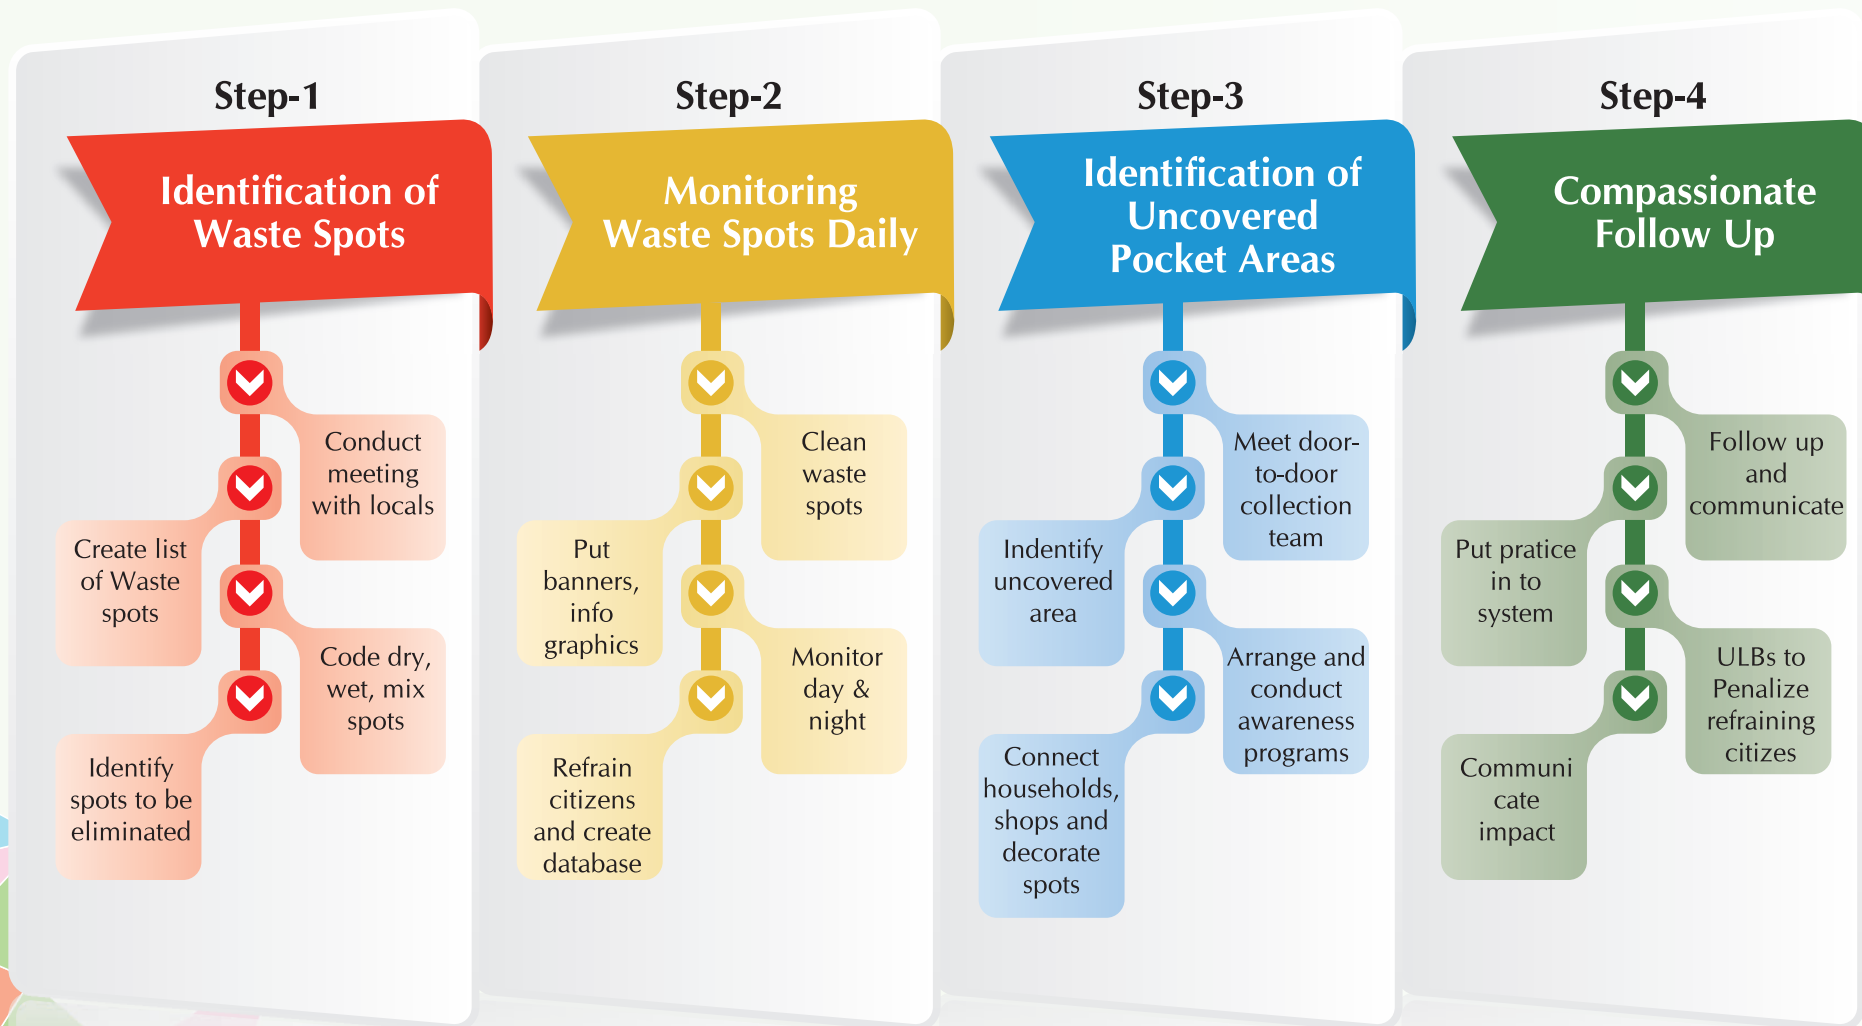 Step-1
Identification of
Waste Spots
Conduct
meeting
with locals
Create list
of Waste
spots
Code dry,
wet, mix
spots
Identify
spots to be
eliminated
Step-2
Monitoring
Waste Spots Daily
Clean
waste
spots
Put
banners,
info
graphics
Monitor
day &
night
Refrain
citizens
and create
database
Step-3
Identification of
Uncovered
Pocket Areas
Meet door-
to-door
collection
team
Indentify
uncovered
area
Arrange and
conduct
awareness
programs
Connect
households,
shops and
decorate
spots
Step-4
Compassionate
Follow Up
Follow up
and
communicate
Put pratice
in to
system
ULBs to
Penalize
refraining
citizes
Communi
cate
impact